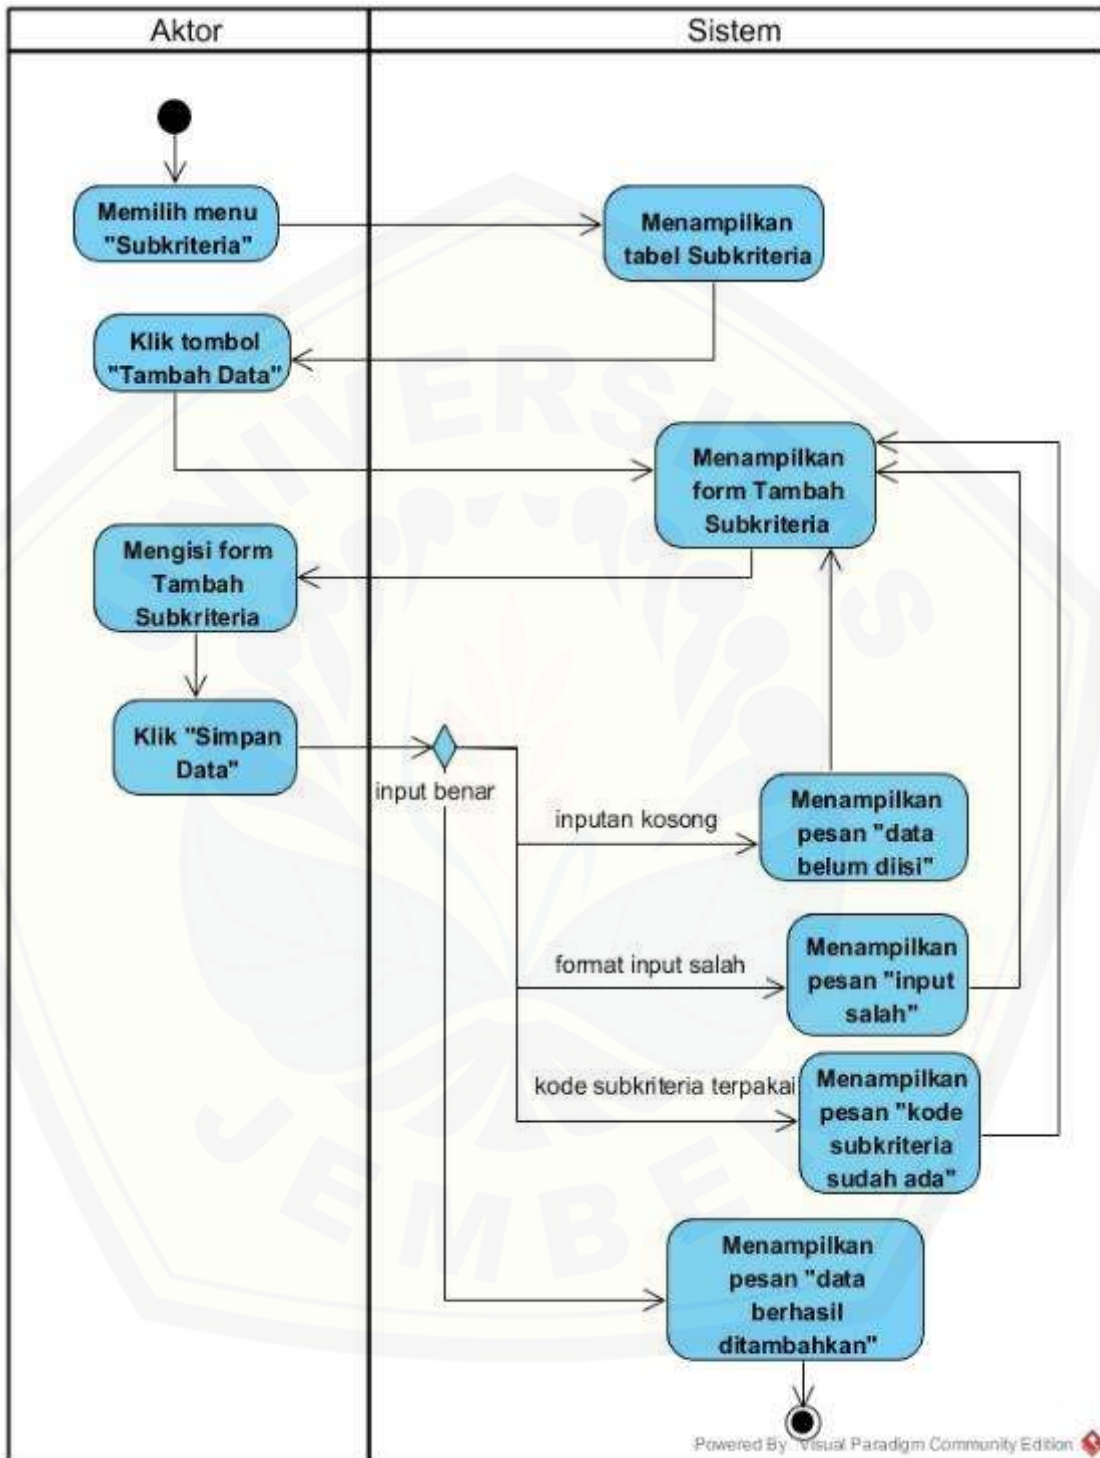 Aktor
Sistem
Memilih menu
"Subkriteria"
Menampilkan
tabel Subkriteria
Klik tombol
"Tambah Data"
Menampilkan
form Tambah
Subkriteria
Mengisi form
Tambah
Subkriteria
Klik "Simpan
Data"
input benar
inputan kosong
Menampilkan
pesan "data
belum diisi"
format input salah
Menampilkan
pesan "input
salah"
kode subkriteria terpakai
Menampilkan
pesan "kode
subkriteria
sudah ada"
Menampilkan
pesan "data
berhasil
ditambahkan"
UNIVERSITAS
JEMBER
Powered By Visual Paradigm Community Edition